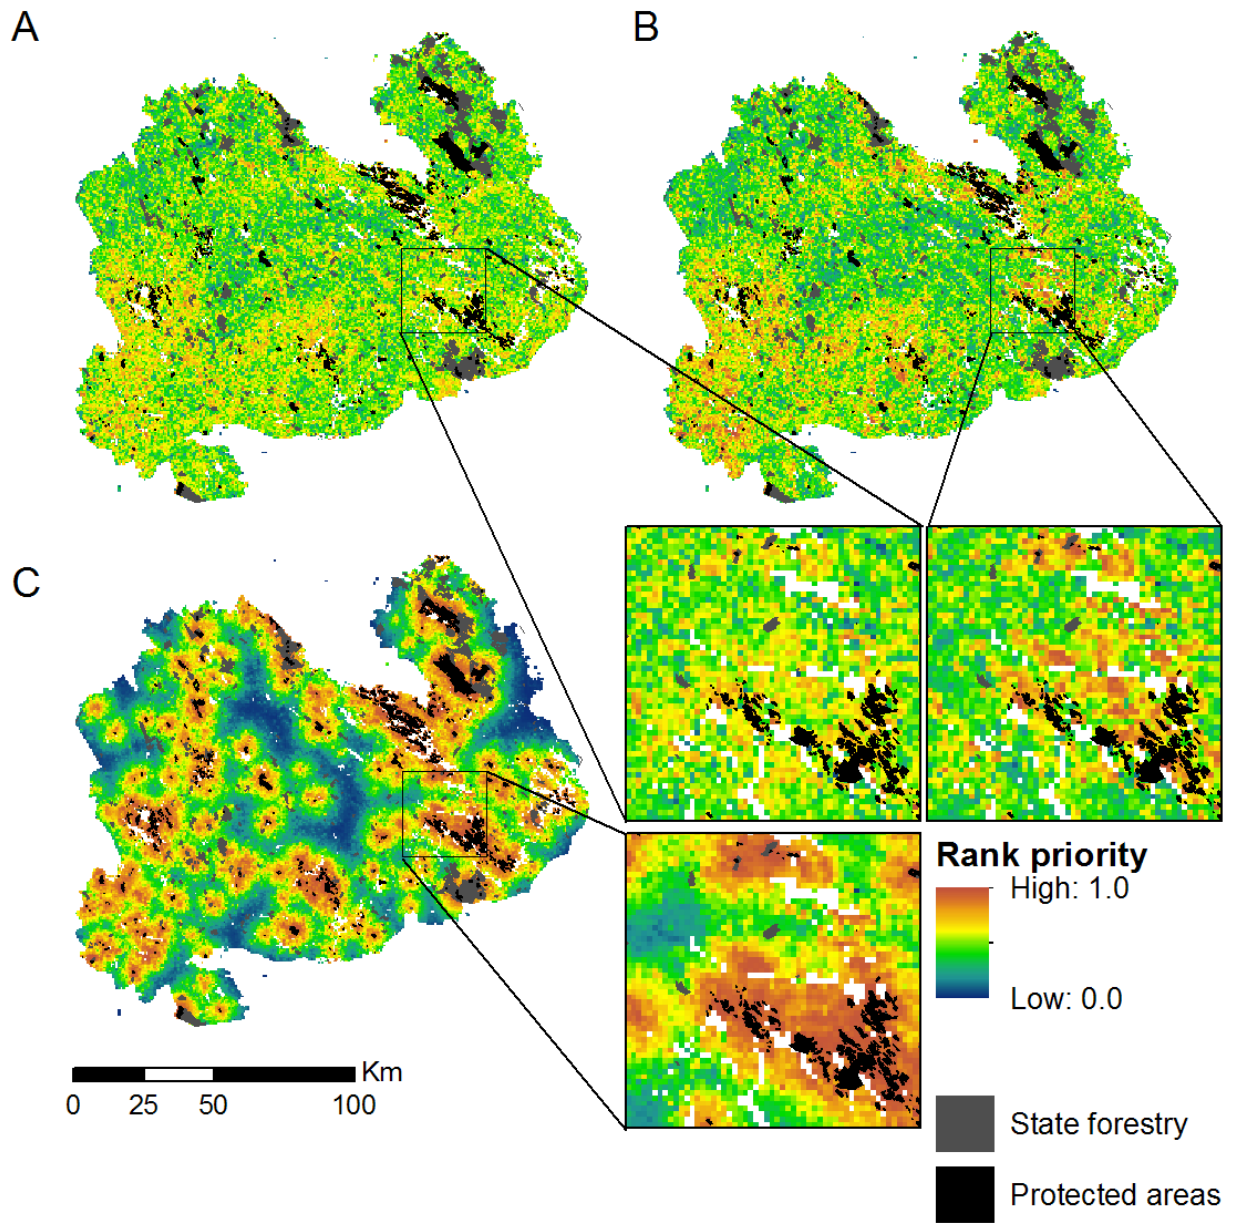 A
B
C
Rank priority
High: 1.0
Low: 0.0
Km
0 25 50 100
State forestry
Protected areas